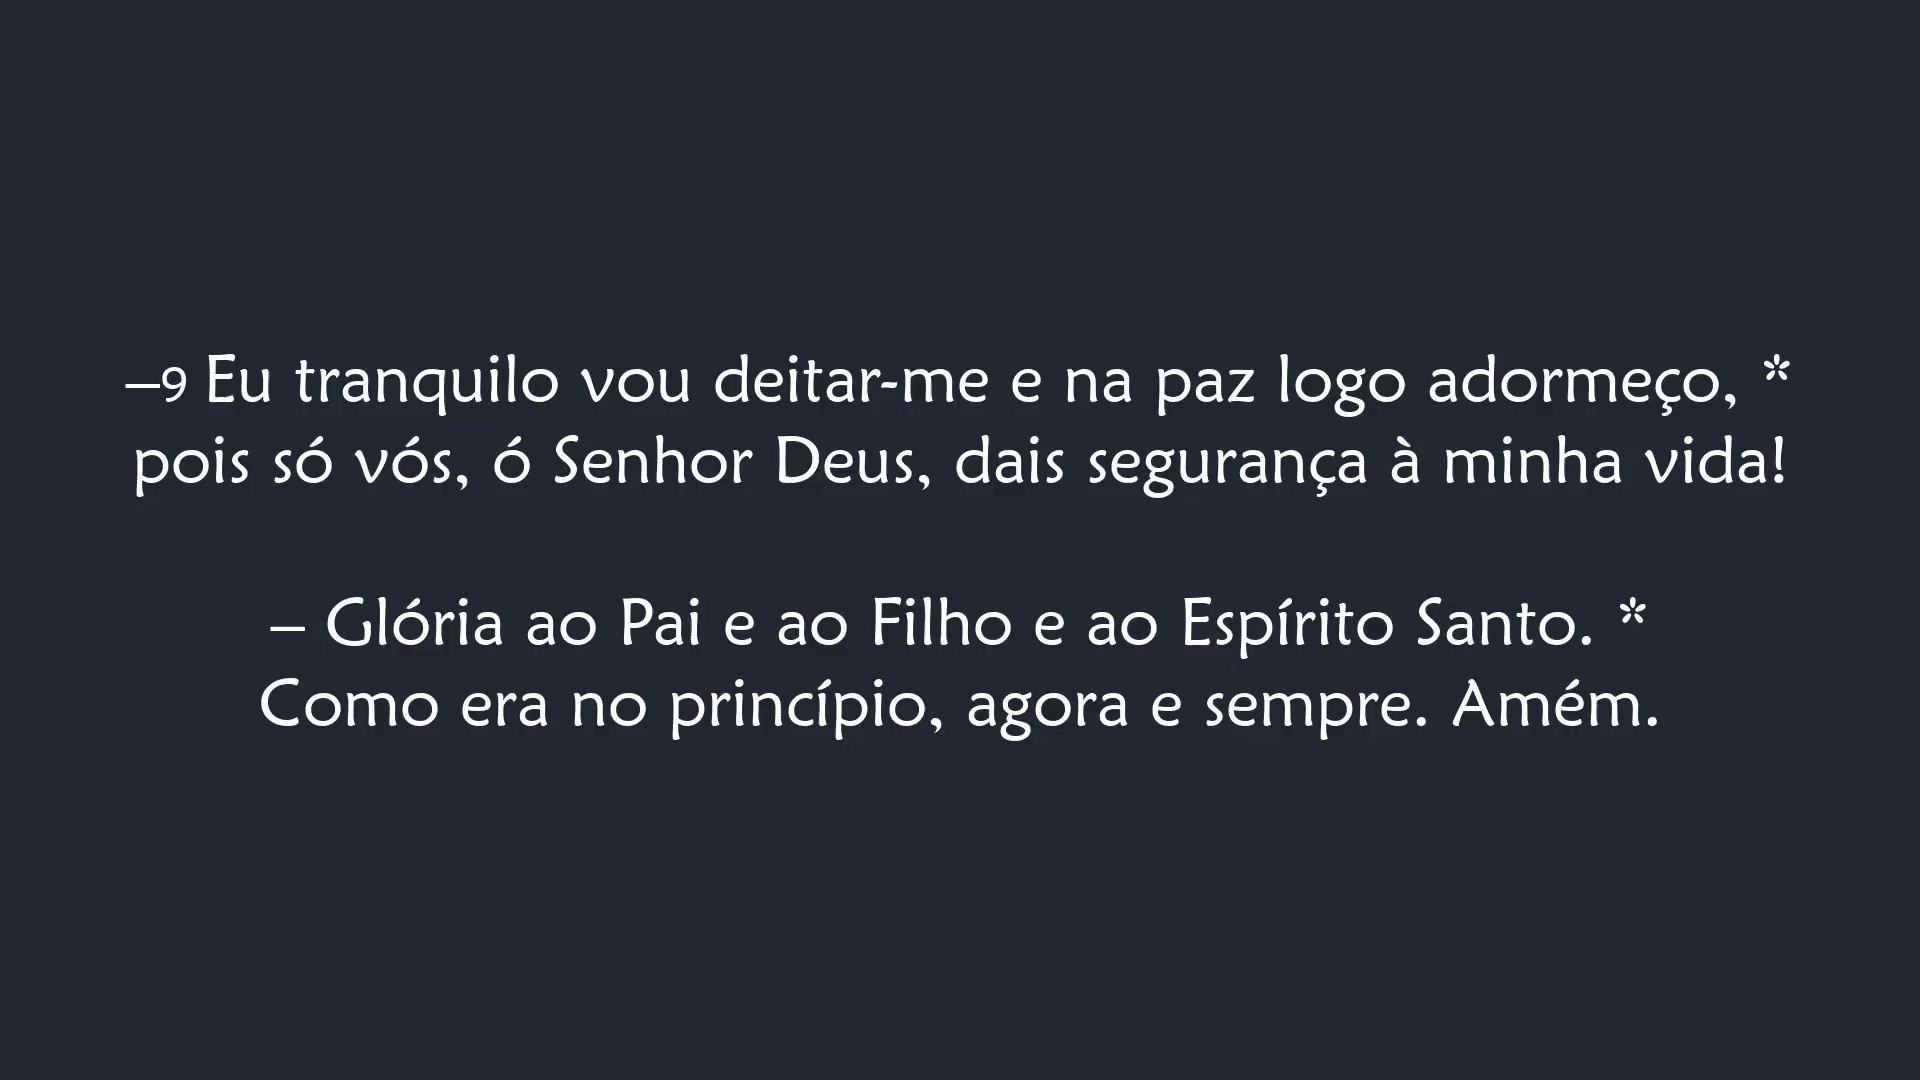 –9 Eu tranquilo vou deitar-me e na paz logo adormeço, *
pois só vós, ó Senhor Deus, dais segurança à minha vida!
– Glória ao Pai e ao Filho e ao Espírito Santo. *
Como era no princípio, agora e sempre. Amém.